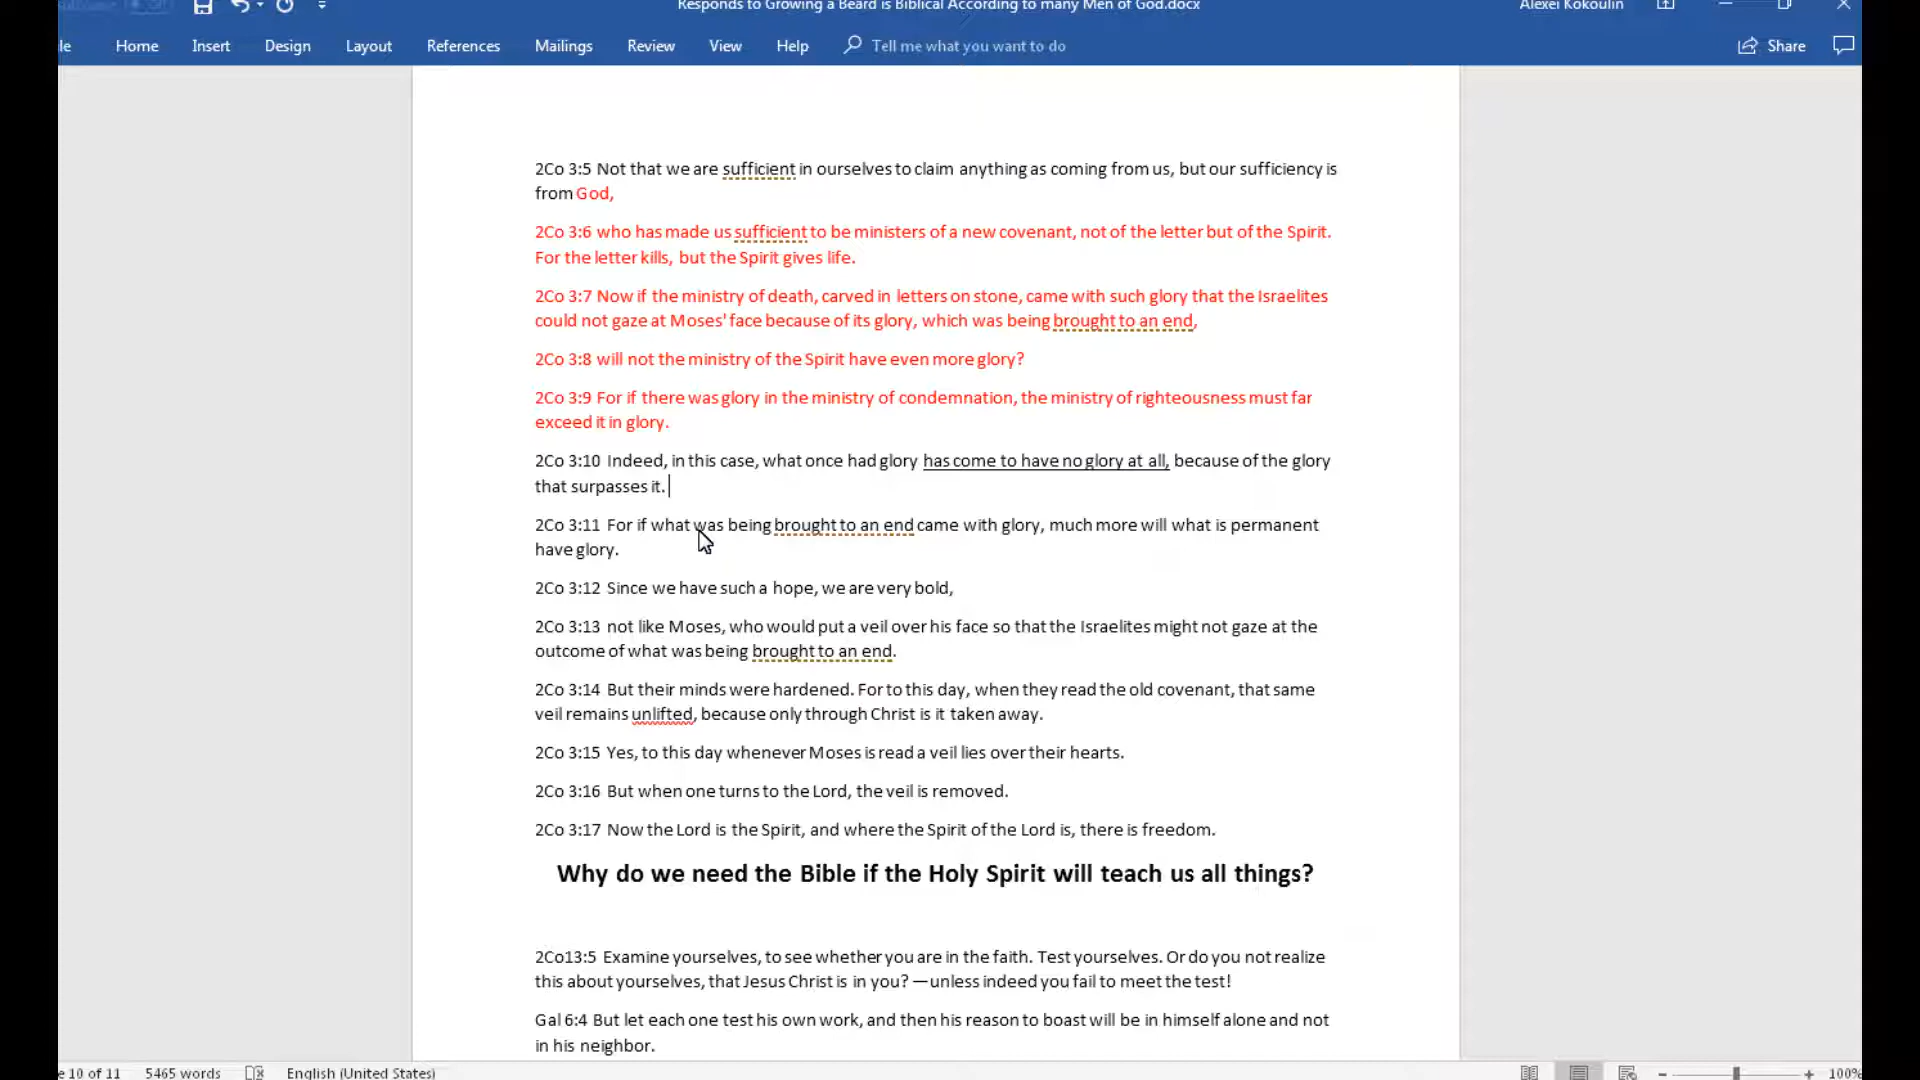 Responds to Growing a Beard is Biblical According to many Men of God.docx
Alexei Kokoulin
le Home Insert Design Layout References Mailings Review View Help Tell me what you want to do Share
2Co 3:5 Not that we are sufficient in ourselves to claim anything as coming from us, but our sufficiency is
from God,
2Co 3:6 who has made us sufficient to be ministers of a new covenant, not of the letter but of the Spirit.
For the letter kills, but the Spirit gives life.
2Co 3:7 Now if the ministry of death, carved in letters on stone, came with such glory that the Israelites
could not gaze at Moses' face because of its glory, which was being brought to an end,
2Co 3:8 will not the ministry of the Spirit have even more glory?
2Co 3:9 For if there was glory in the ministry of condemnation, the ministry of righteousness must far
exceed it in glory.
2Co 3:10 Indeed, in this case, what once had glory has come to have no glory at all, because of the glory
that surpasses it.
2Co 3:11 For if what was being brought to an end came with glory, much more will what is permanent
have glory.
2Co 3:12 Since we have such a hope, we are very bold,
2Co 3:13 not like Moses, who would put a veil over his face so that the Israelites might not gaze at the
outcome of what was being brought to an end.
2Co 3:14 But their minds were hardened. For to this day, when they read the old covenant, that same
veil remains unlifted, because only through Christ is it taken away.
2Co 3:15 Yes, to this day whenever Moses is read a veil lies over their hearts.
2Co 3:16 But when one turns to the Lord, the veil is removed.
2Co 3:17 Now the Lord is the Spirit, and where the Spirit of the Lord is, there is freedom.
Why do we need the Bible if the Holy Spirit will teach us all things?
2Co13:5 Examine yourselves, to see whether you are in the faith. Test yourselves. Or do you not realize
this about yourselves, that Jesus Christ is in you? —unless indeed you fail to meet the test!
Gal 6:4 But let each one test his own work, and then his reason to boast will be in himself alone and not
in his neighbor.
e 10 of 11 5465 words English (United States) 100%